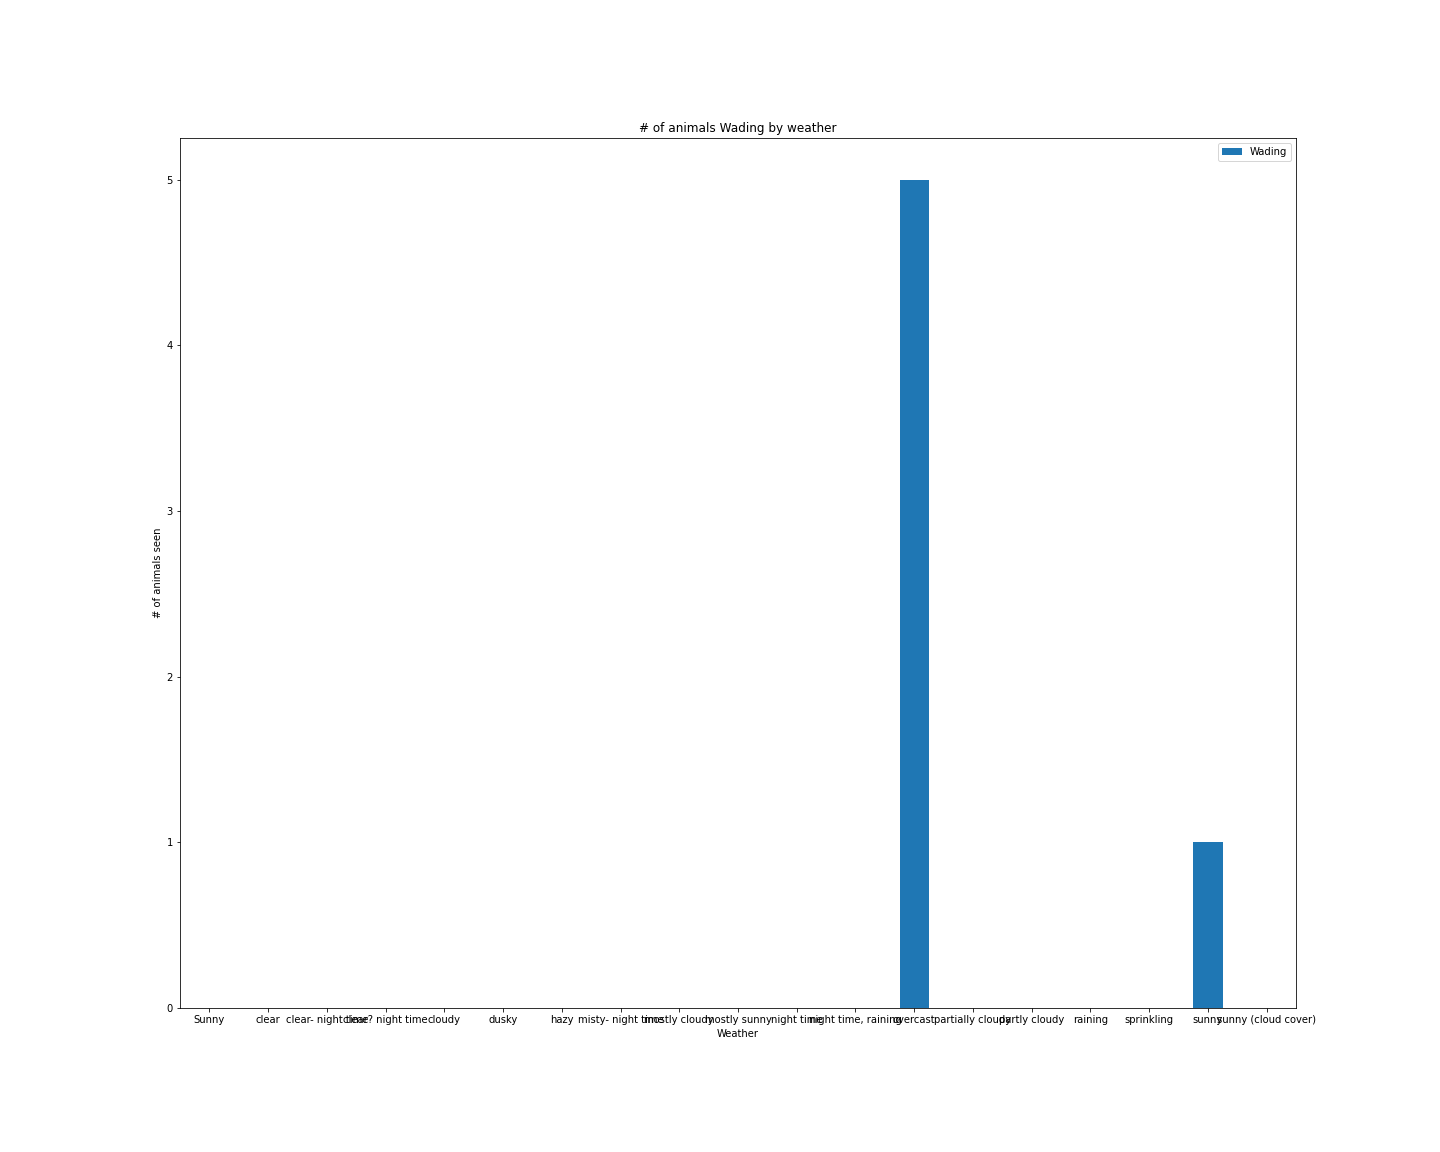 # of animals Wading by weather
Wading
5
4
3
2
1
0
# of animals seen
Sunny clear clear- night time clear? night time cloudy dusky hazy misty- night time mostly cloudy mostly sunny night time night time, raining overcast partially cloudy partly cloudy raining sprinkling sunny sunny (cloud cover)
Weather